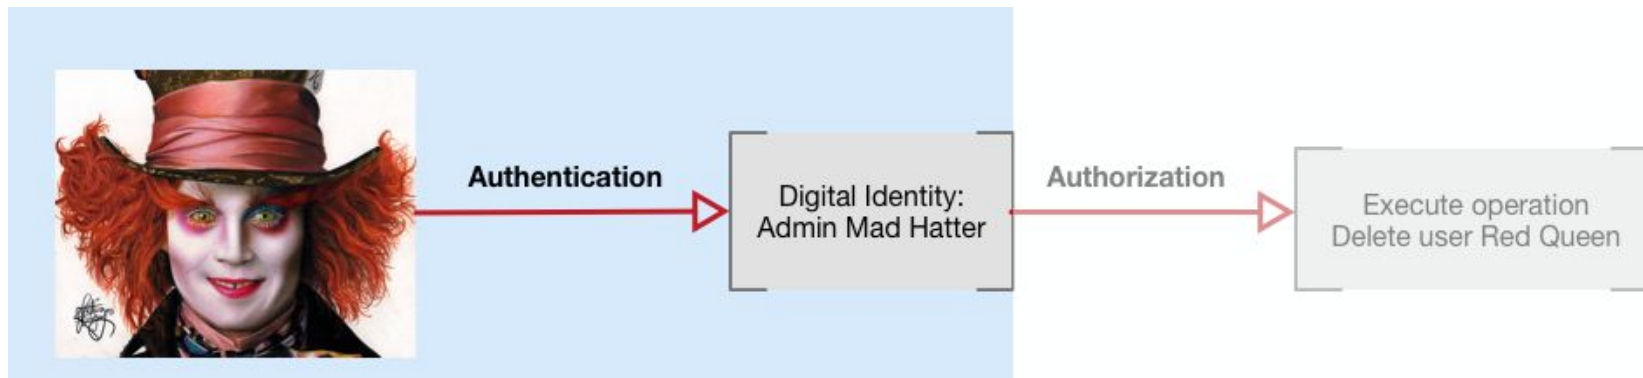 Authentication
Digital Identity:
Admin Mad Hatter
Authorization
Execute operation
Delete user Red Queen